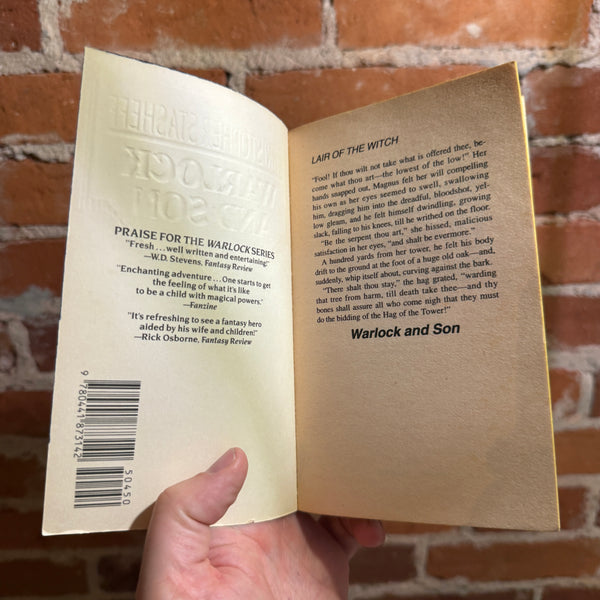 STASHEFF
WARLOCK
AND SON
PRAISE FOR THE WARLOCK SERIES
"Fresh...well written and entertaining!"
—W.D. Stevens, Fantasy Review
"Enchanting adventure...One starts to get
the feeling of what it's like
to be a child with magical powers."
—Fanzine
"It's refreshing to see a fantasy hero
aided by his wife and children!"
—Rick Osborne, Fantasy Review
9 780441 873142
50450
LAIR OF THE WITCH
"Fool! If thou wilt not take what is offered thee, be-
come what thou art—the lowest of the low!" Her
hands snapped out, Magnus felt her will compelling
his own as her eyes seemed to swell, swallowing
him, dragging him into the dreadful, bloodshot, yel-
low gleam, and he felt himself dwindling, growing
slack, falling to his knees, till he writhed on the floor.
"Be the serpent thou art," she hissed, malicious
satisfaction in her eyes, "and shalt be evermore."
A hundred yards from her tower, he felt his body
drift to the ground at the foot of a huge old oak—and,
suddenly, whip itself about, curving against the bark.
"There shalt thou stay," the hag grated, "warding
that tree from harm, till death take thee—and thy
bones shall assure all who come nigh that they must
do the bidding of the Hag of the Tower!"
Warlock and Son